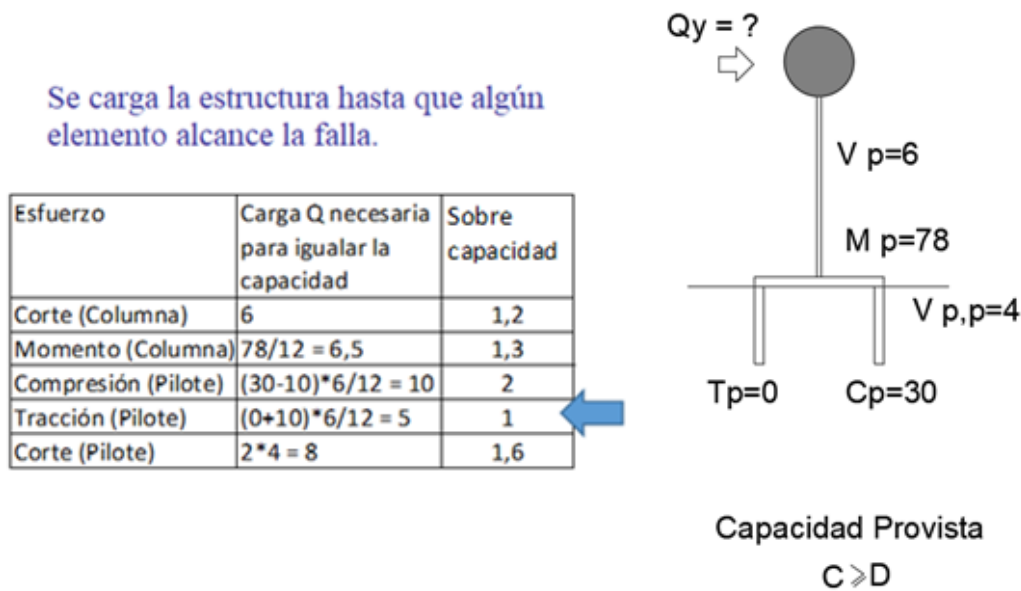 Qy = ?
Se carga la estructura hasta que algún
elemento alcance la falla.
V p=6
Esfuerzo
Carga Q necesaria
para igualar la
capacidad
Sobre
capacidad
M p=78
Corte (Columna) 6 1,2
V p,p=4
Momento (Columna) 78/12 = 6,5 1,3
Compresión (Pilote) (30-10)*6/12 = 10 2
Tp=0 Cp=30
Tracción (Pilote) (0+10)*6/12 = 5 1
Corte (Pilote) 2*4 = 8 1,6
Capacidad Provista
C⩾D